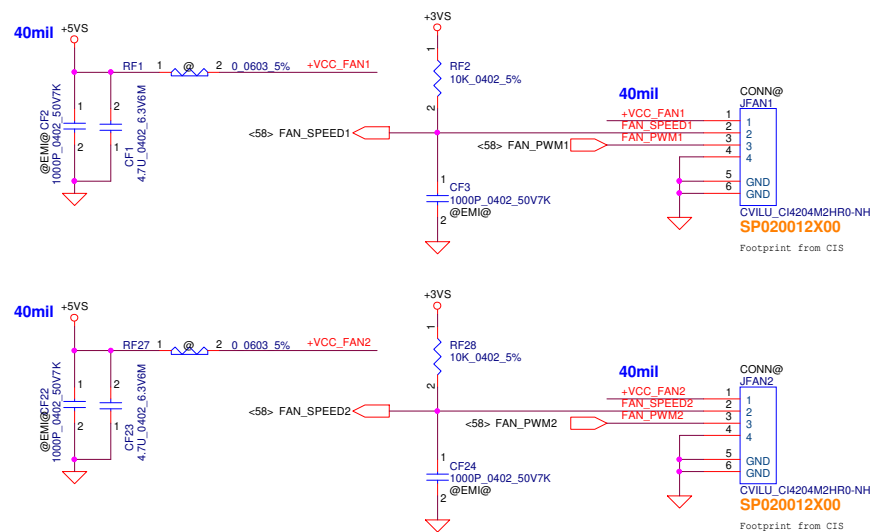 40mil
+5VS
RF1
1
@
2
0_0603_5%
+VCC_FAN1
1
2
@EMI@ CF2
1000P_0402_50V7K
2
1
CF1
4.7U_0402_6.3V6M
+3VS
1
RF2
10K_0402_5%
2
<58> FAN_SPEED1
<58> FAN_PWM1
1
CF3
1000P_0402_50V7K
@EMI@
2
40mil
CONN@
JFAN1
+VCC_FAN1
1
1
FAN_SPEED1
2
2
FAN_PWM1
3
3
4
4
5
GND
6
GND
CVILU_CI4204M2HR0-NH
SP020012X00
Footprint from CIS
40mil
+5VS
RF27
1
@
2
0_0603_5%
+VCC_FAN2
1
2
@EMI@CF22
1000P_0402_50V7K
2
1
CF23
4.7U_0402_6.3V6M
+3VS
1
RF28
10K_0402_5%
2
<58> FAN_SPEED2
<58> FAN_PWM2
1
CF24
1000P_0402_50V7K
@EMI@
2
40mil
CONN@
JFAN2
+VCC_FAN2
1
1
FAN_SPEED2
2
2
FAN_PWM2
3
3
4
4
5
GND
6
GND
CVILU_CI4204M2HR0-NH
SP020012X00
Footprint from CIS